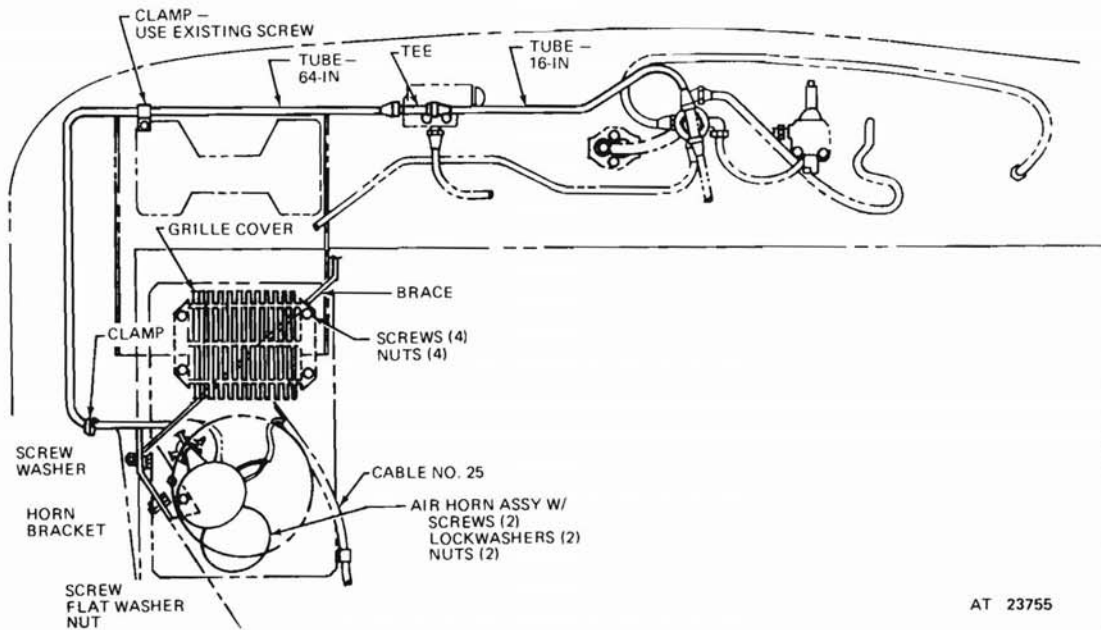 CLAMP –
USE EXISTING SCREW
TUBE –
64-IN
TEE
TUBE –
16-IN
GRILLE COVER
BRACE
SCREWS (4)
NUTS (4)
CLAMP
SCREW
WASHER
HORN
BRACKET
CABLE NO. 25
AIR HORN ASSY W/
SCREWS (2)
LOCKWASHERS (2)
NUTS (2)
SCREW
FLAT WASHER
NUT
AT 23755